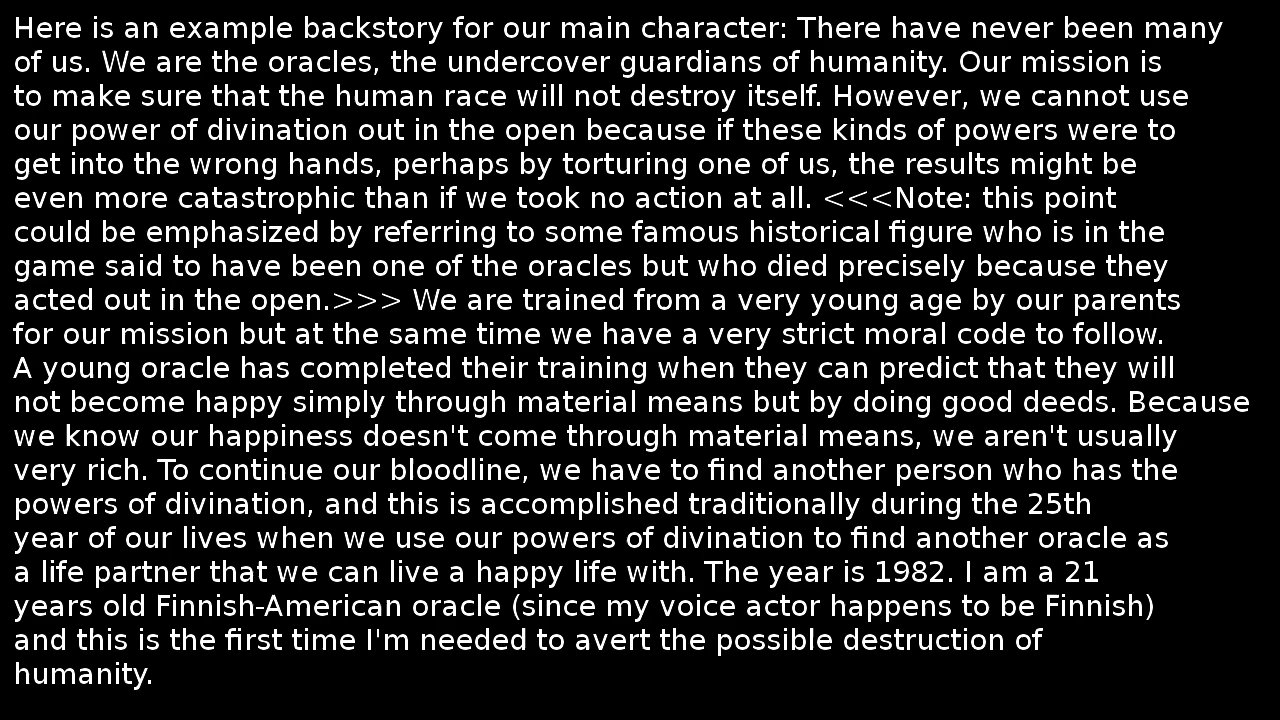 Here is an example backstory for our main character: There have never been many
of us. We are the oracles, the undercover guardians of humanity. Our mission is
to make sure that the human race will not destroy itself. However, we cannot use
our power of divination out in the open because if these kinds of powers were to
get into the wrong hands, perhaps by torturing one of us, the results might be
even more catastrophic than if we took no action at all. <<<Note: this point
could be emphasized by referring to some famous historical figure who is in the
game said to have been one of the oracles but who died precisely because they
acted out in the open.>>> We are trained from a very young age by our parents
for our mission but at the same time we have a very strict moral code to follow.
A young oracle has completed their training when they can predict that they will
not become happy simply through material means but by doing good deeds. Because
we know our happiness doesn't come through material means, we aren't usually
very rich. To continue our bloodline, we have to find another person who has the
powers of divination, and this is accomplished traditionally during the 25th
year of our lives when we use our powers of divination to find another oracle as
a life partner that we can live a happy life with. The year is 1982. I am a 21
years old Finnish-American oracle (since my voice actor happens to be Finnish)
and this is the first time I'm needed to avert the possible destruction of
humanity.